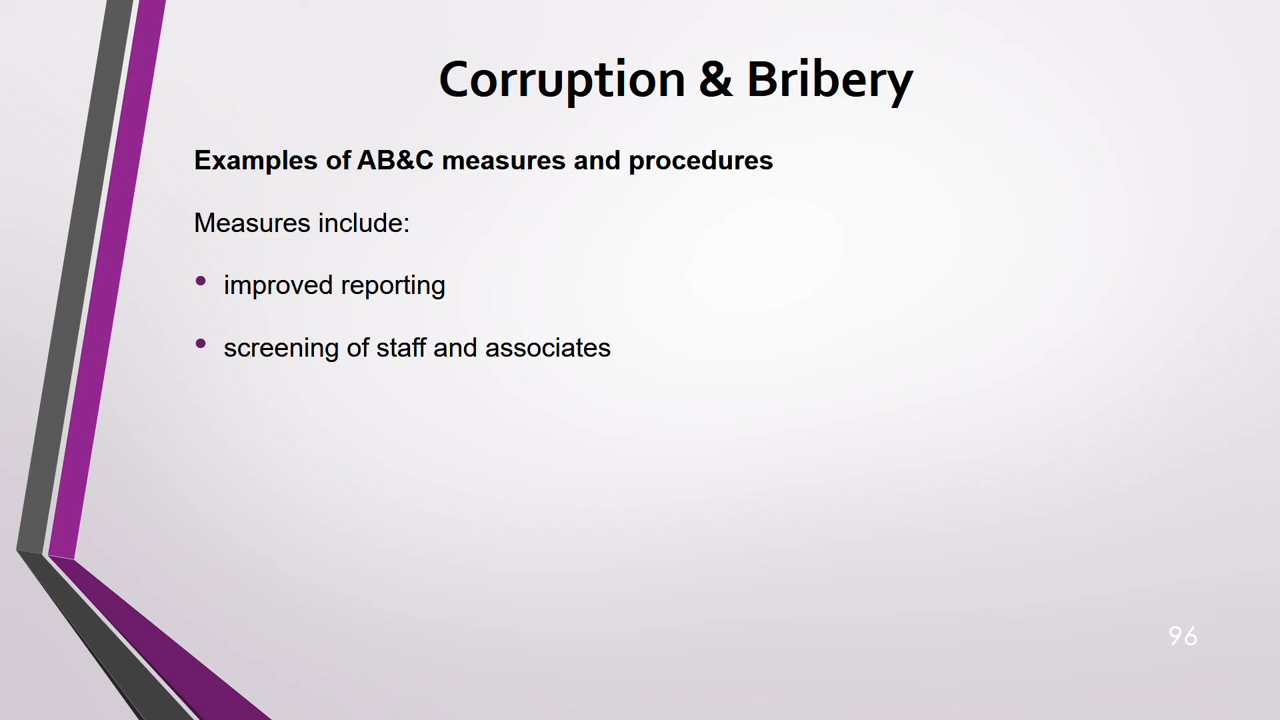 Corruption & Bribery
Examples of AB&C measures and procedures
Measures include:
• improved reporting
• screening of staff and associates
96